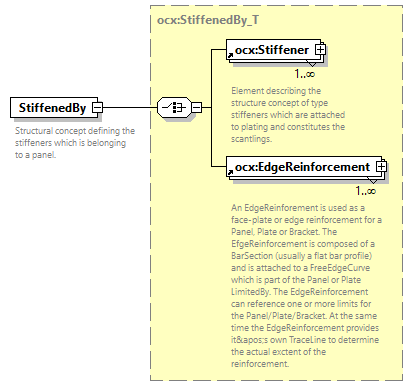 ocx:StiffenedBy_T
ocx:Stiffener
1..∞
Element describing the
structure concept of type
stiffeners which are attached
to plating and constitutes the
scantlings.
StiffenedBy
Structural concept defining the
stiffeners which is belonging
to a panel.
ocx:EdgeReinforcement
1..∞
An EdgeReinforement is used as a
face-plate or edge reinforcement for a
Panel, Plate or Bracket. The
EfgeReinforcement is composed of a
BarSection (usually a flat bar profile)
and is attached to a FreeEdgeCurve
which is part of the Panel or Plate
LimitedBy. The EdgeReinforcement
can reference one or more limits for
the Panel/Plate/Bracket. At the same
time the EdgeReinforcement provides
it&apos;s own TraceLine to determine
the actual exctent of the
reinforcement.